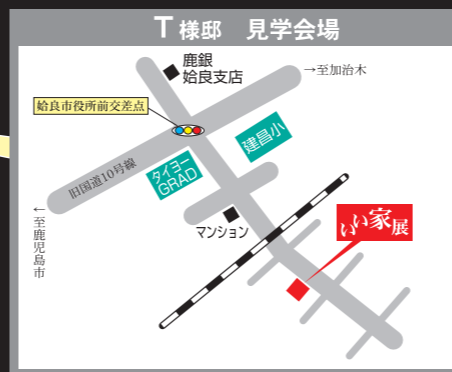 T様邸 見学会場
鹿銀
姶良支店
→至加治木
姶良市役所前交差点
建昌小
タイヨー
GRAD
旧国道10号線
←至鹿児島市
マンション
いい家展